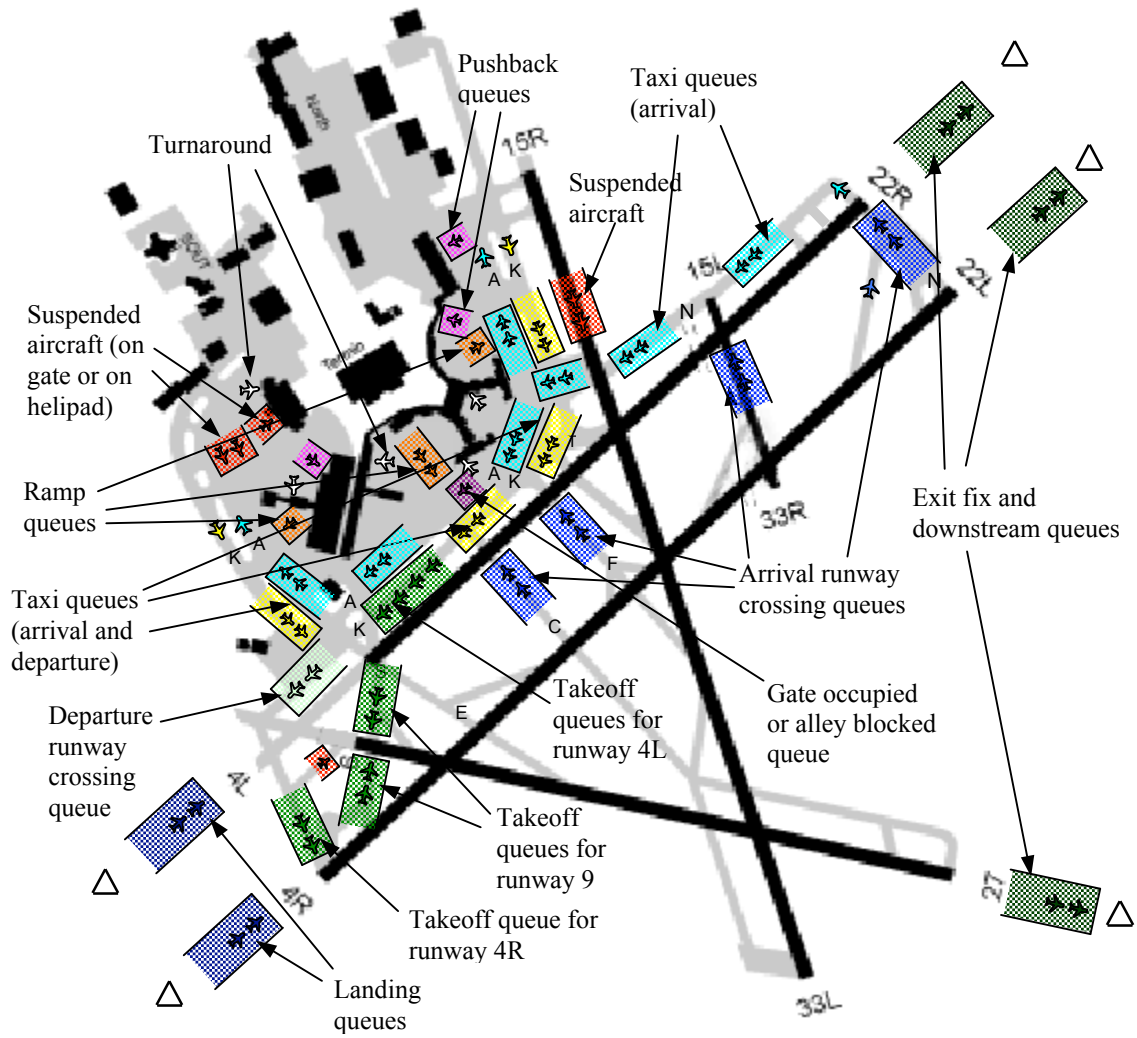 Pushback
queues
Taxi queues
(arrival)
North
15R
Turnaround
Suspended
aircraft
22R
15L
22L
N
N
A
K
Suspended
aircraft (on
gate or on
helipad)
Ramp
queues
T
A
K
33R
Exit fix and
downstream queues
K
A
F
Arrival runway
crossing queues
Taxi queues
(arrival and
departure)
A
K
C
Takeoff
queues for
runway 4L
Gate occupied
or alley blocked
queue
S
E
Departure
runway
crossing
queue
4L
Takeoff
queues for
runway 9
27
4R
Takeoff queue for
runway 4R
Landing
queues
33L